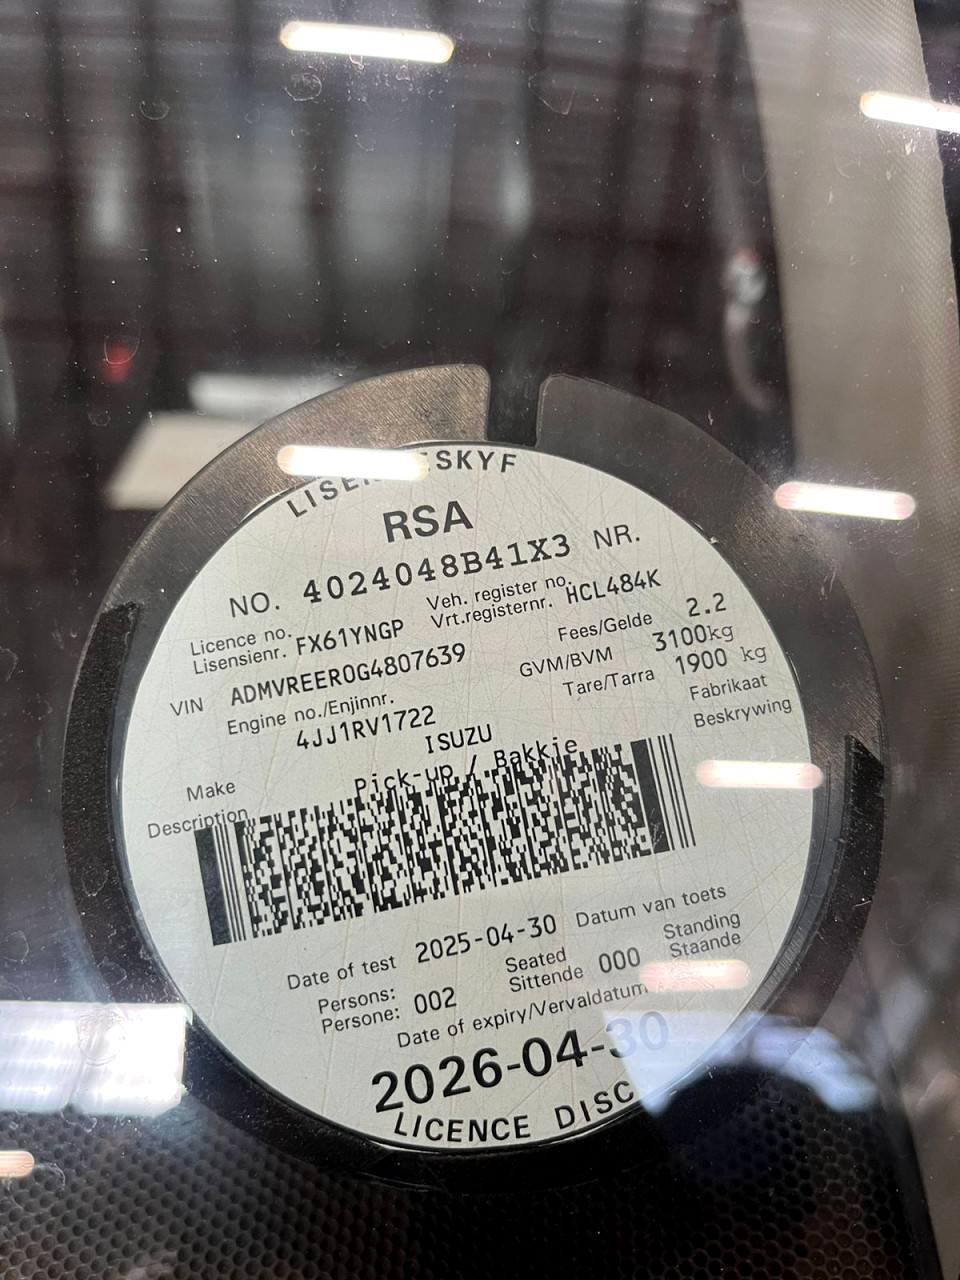 LISE SKYF
RSA
NO. 4024048B41X3 NR.
Licence no. Lisensienr. FX61YNGP Veh. register no. Vrt.registernr. HCL484K
VIN ADMVREER0G4807639 Fees/Gelde 2.2
Engine no./Enjinnr. 4JJ1RV1722 GVM/BVM 3100kg
Tare/Tarra 1900 kg
Make ISUZU Fabrikaat
Description Pick-up / Bakkie Beskrywing
Date of test 2025-04-30 Datum van toets
Persons: Persone: 002 Seated Sittende 000 Standing Staande
Date of expiry/Vervaldatum
2026-04-30
LICENCE DISC